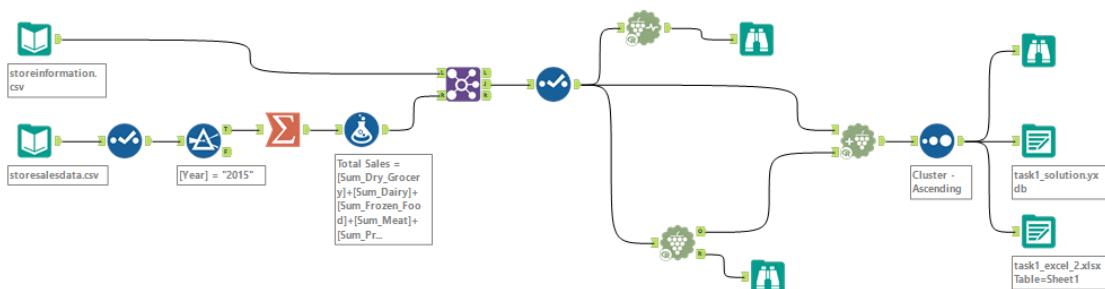 storeinformation.
csv
L
J
R
L
R
storesalesdata.csv
T
F
[Year] = "2015"
Total Sales =
[Sum_Dry_Grocer
y]+[Sum_Dairy]+
[Sum_Frozen_Foo
d]+[Sum_Meat]+
[Sum_Pr...
O
R
Cluster -
Ascending
task1_solution.yx
db
task1_excel_2.xlsx
Table=Sheet1